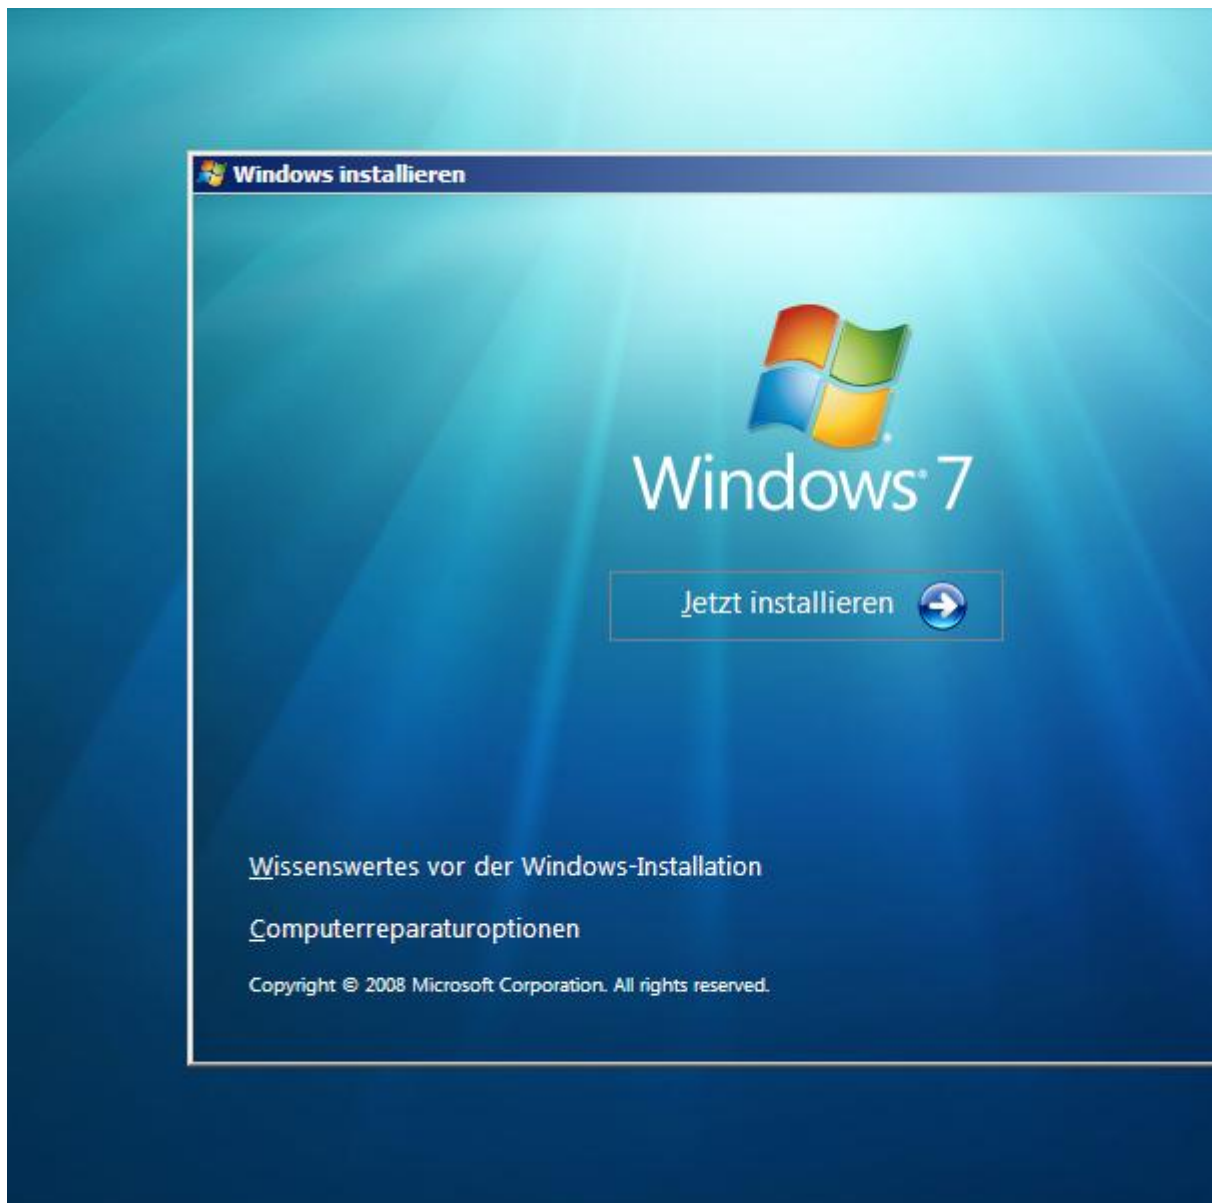 Windows installieren
Windows® 7
Jetzt installieren
Wissenswertes vor der Windows-Installation
Computerreparaturoptionen
Copyright © 2008 Microsoft Corporation. All rights reserved.